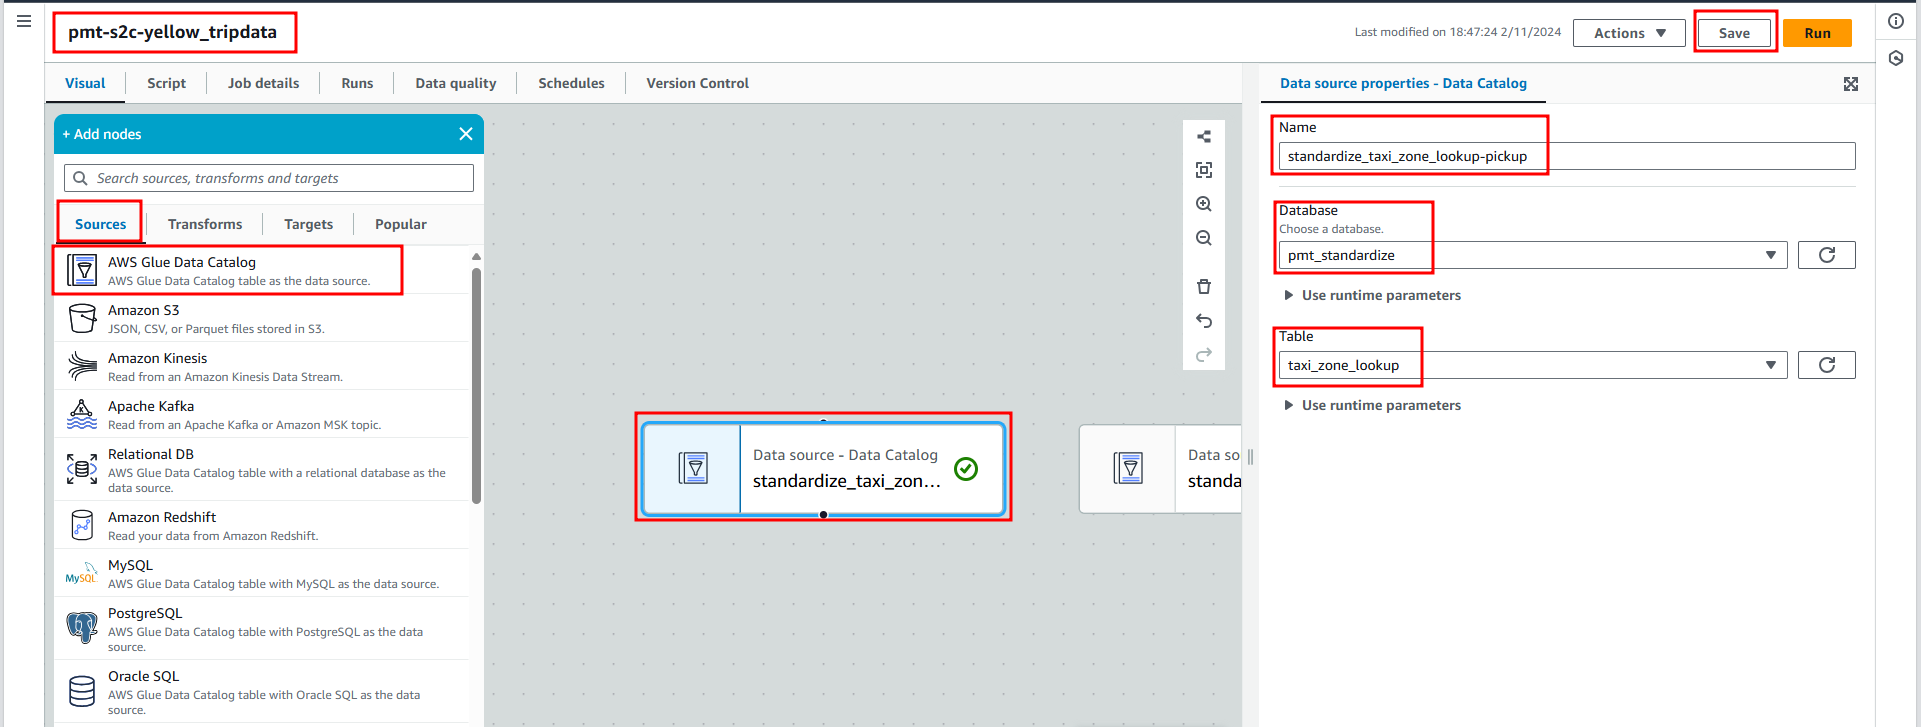 pmt-s2c-yellow_tripdata
Last modified on 18:47:24 2/11/2024
Actions
Save
Run
Visual
Script
Job details
Runs
Data quality
Schedules
Version Control
+ Add nodes
Search sources, transforms and targets
Sources
Transforms
Targets
Popular
AWS Glue Data Catalog
AWS Glue Data Catalog table as the data source.
Amazon S3
JSON, CSV, or Parquet files stored in S3.
Amazon Kinesis
Read from an Amazon Kinesis Data Stream.
Apache Kafka
Read from an Apache Kafka or Amazon MSK topic.
Relational DB
AWS Glue Data Catalog table with a relational database as the
data source.
Amazon Redshift
Read your data from Amazon Redshift.
MySQL
MySQL
AWS Glue Data Catalog table with MySQL as the data source.
PostgreSQL
AWS Glue Data Catalog table with PostgreSQL as the data
source.
Oracle SQL
AWS Glue Data Catalog table with Oracle SQL as the data
source.
Data source - Data Catalog
standardize_taxi_zon...
Data so
standa
Data source properties - Data Catalog
Name
standardize_taxi_zone_lookup-pickup
Database
Choose a database.
pmt_standardize
Use runtime parameters
Table
taxi_zone_lookup
Use runtime parameters